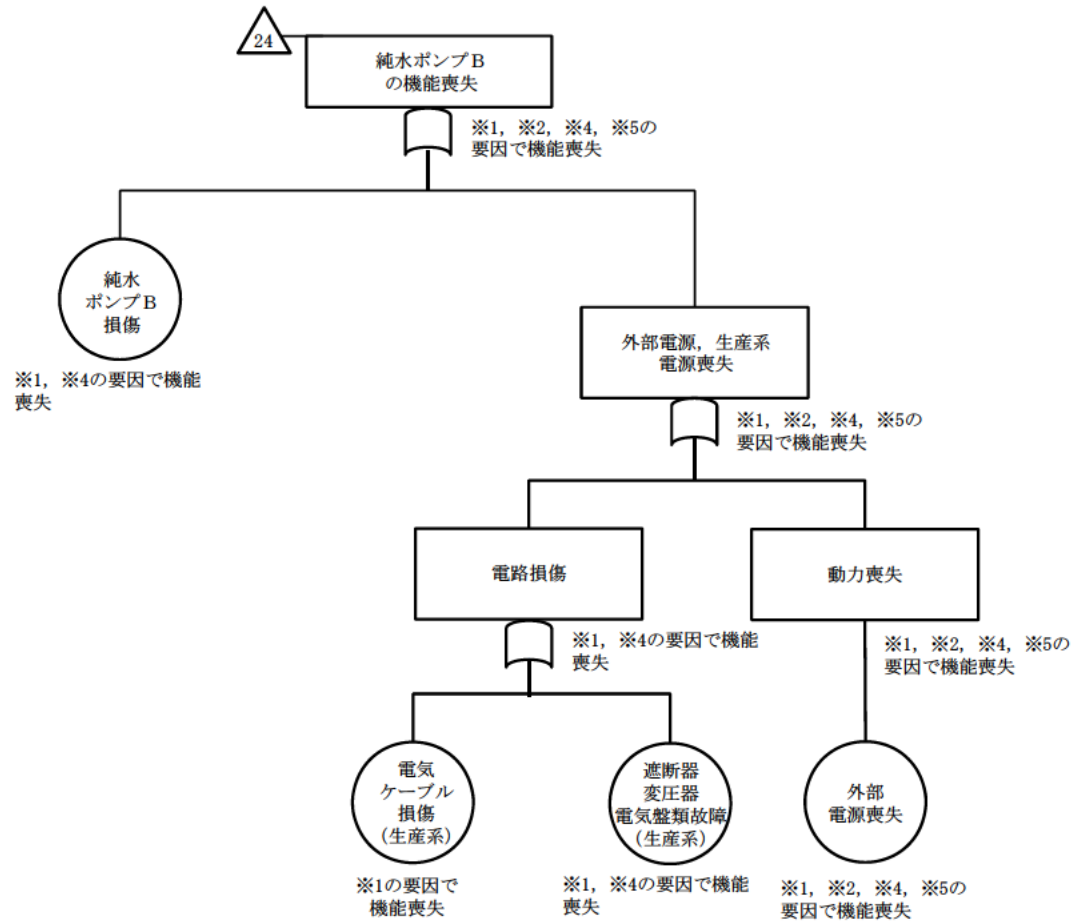 24
純水ポンプB
の機能喪失
※1，※2，※4，※5の
要因で機能喪失
純水
ポンプB
損傷
※1，※4の要因で機能
喪失
外部電源，生産系
電源喪失
※1，※2，※4，※5の
要因で機能喪失
電路損傷
※1，※4の要因で機能
喪失
動力喪失
※1，※2，※4，※5の
要因で機能喪失
電気
ケーブル
損傷
（生産系）
※1の要因で
機能喪失
遮断器
変圧器
電気盤類故障
（生産系）
※1，※4の要因で機能
喪失
外部
電源喪失
※1，※2，※4，※5の
要因で機能喪失